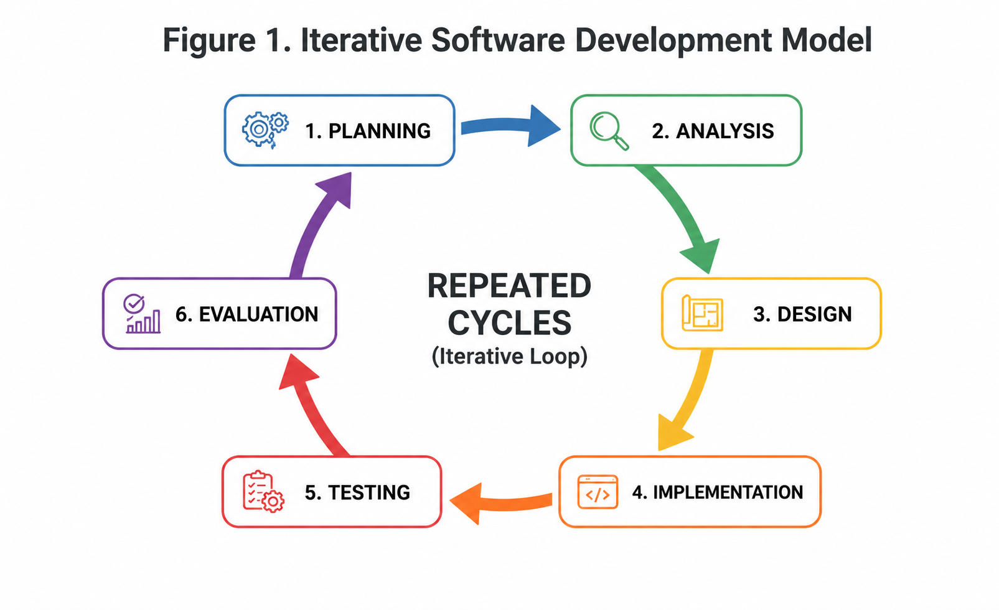 Figure 1. Iterative Software Development Model
1. PLANNING
2. ANALYSIS
3. DESIGN
4. IMPLEMENTATION
5. TESTING
6. EVALUATION
REPEATED
CYCLES
(Iterative Loop)